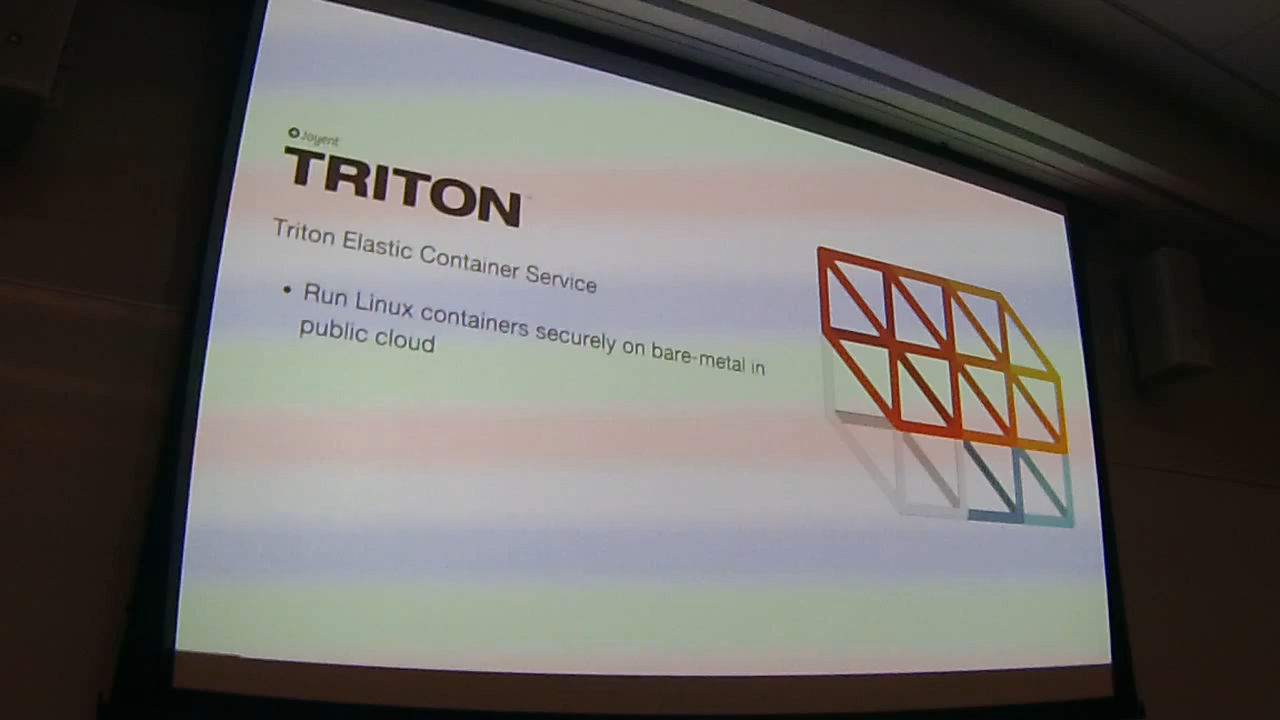 Joyent
TRITON
Triton Elastic Container Service
• Run Linux containers securely on bare-metal in
public cloud